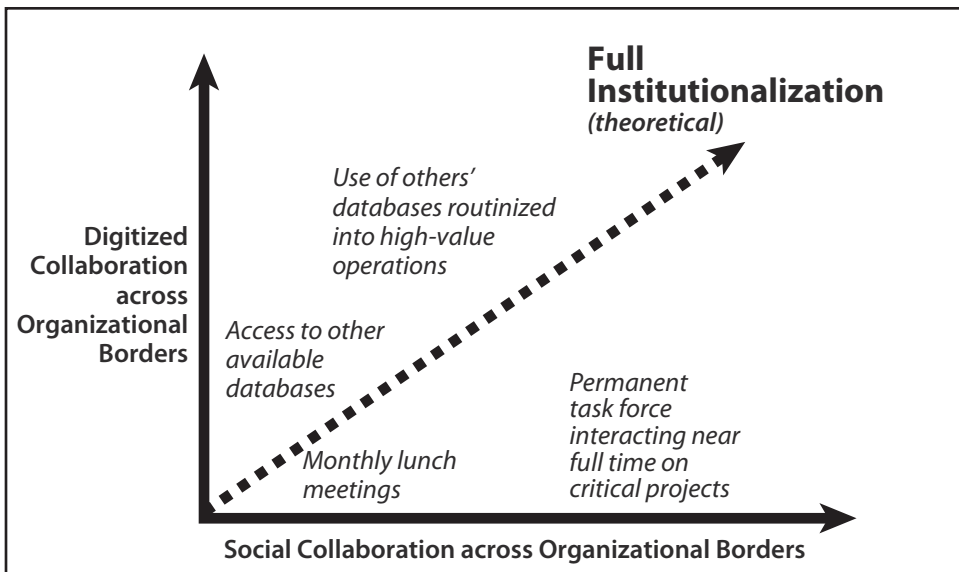 Full
Institutionalization
(theoretical)
Use of others’
databases routinized
into high-value
operations
Digitized
Collaboration
across
Organizational
Borders
Access to other
available
databases
Permanent
task force
interacting near
full time on
critical projects
Monthly lunch
meetings
Social Collaboration across Organizational Borders